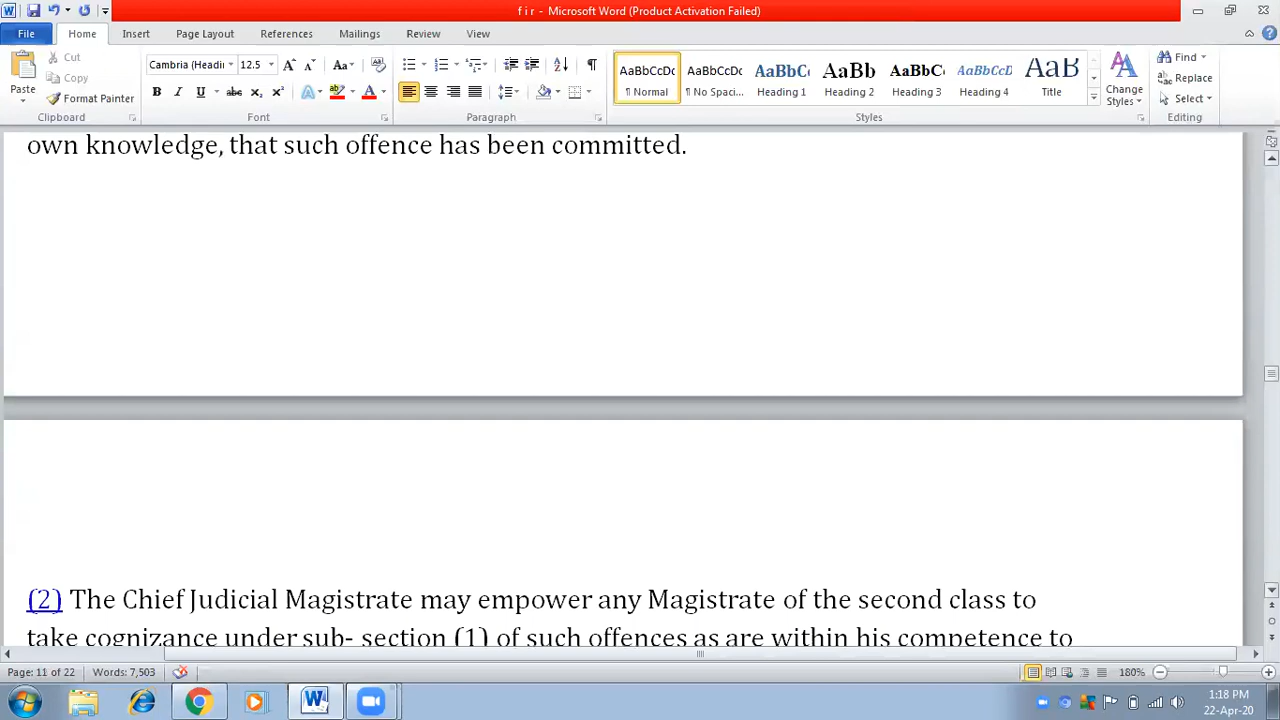 f i r - Microsoft Word (Product Activation Failed)
File Home Insert Page Layout References Mailings Review View
Paste
Cut
Copy
Format Painter
Clipboard
Cambria (Headi 12.5
Font
Paragraph
AaBbCcDc AaBbCcDc AaBbC AaBb AaBbC AaBbCcD AaB
¶ Normal ¶ No Spaci... Heading 1 Heading 2 Heading 3 Heading 4 Title
Change Styles
Styles
Find
Replace
Select
Editing
own knowledge, that such offence has been committed.
(2) The Chief Judicial Magistrate may empower any Magistrate of the second class to
take cognizance under sub- section (1) of such offences as are within his competence to
Page: 11 of 22 Words: 7,503 180%
1:18 PM
22-Apr-20